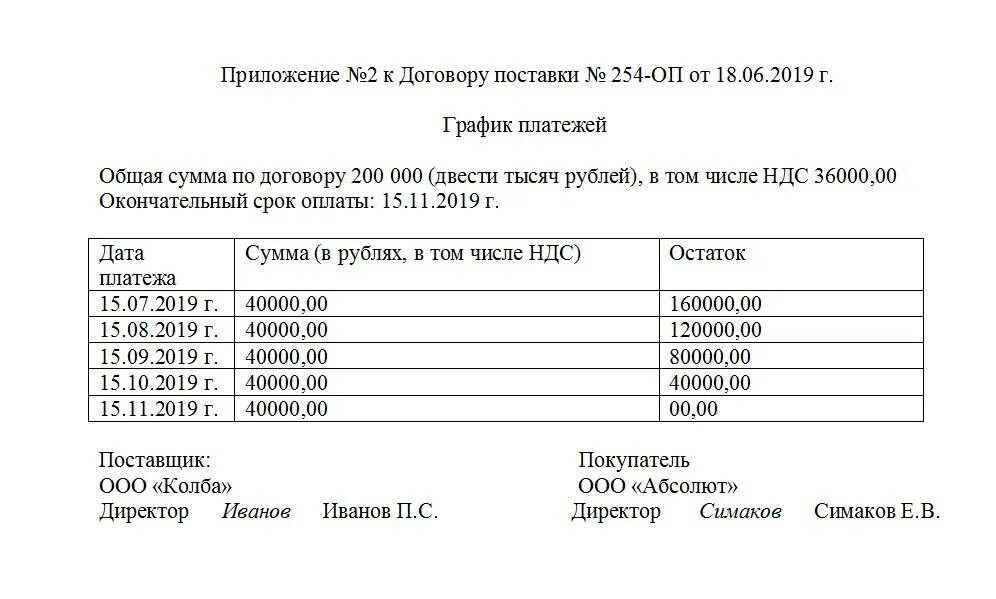 Приложение №2 к Договору поставки № 254-ОП от 18.06.2019 г.
График платежей
Общая сумма по договору 200 000 (двести тысяч рублей), в том числе НДС 36000,00
Окончательный срок оплаты: 15.11.2019 г.
Дата платежа Сумма (в рублях, в том числе НДС) Остаток
15.07.2019 г. 40000,00 160000,00
15.08.2019 г. 40000,00 120000,00
15.09.2019 г. 40000,00 80000,00
15.10.2019 г. 40000,00 40000,00
15.11.2019 г. 40000,00 00,00
Поставщик: Покупатель
ООО «Колба» ООО «Абсолют»
Директор Иванов Иванов П.С. Директор Симаков Симаков Е.В.